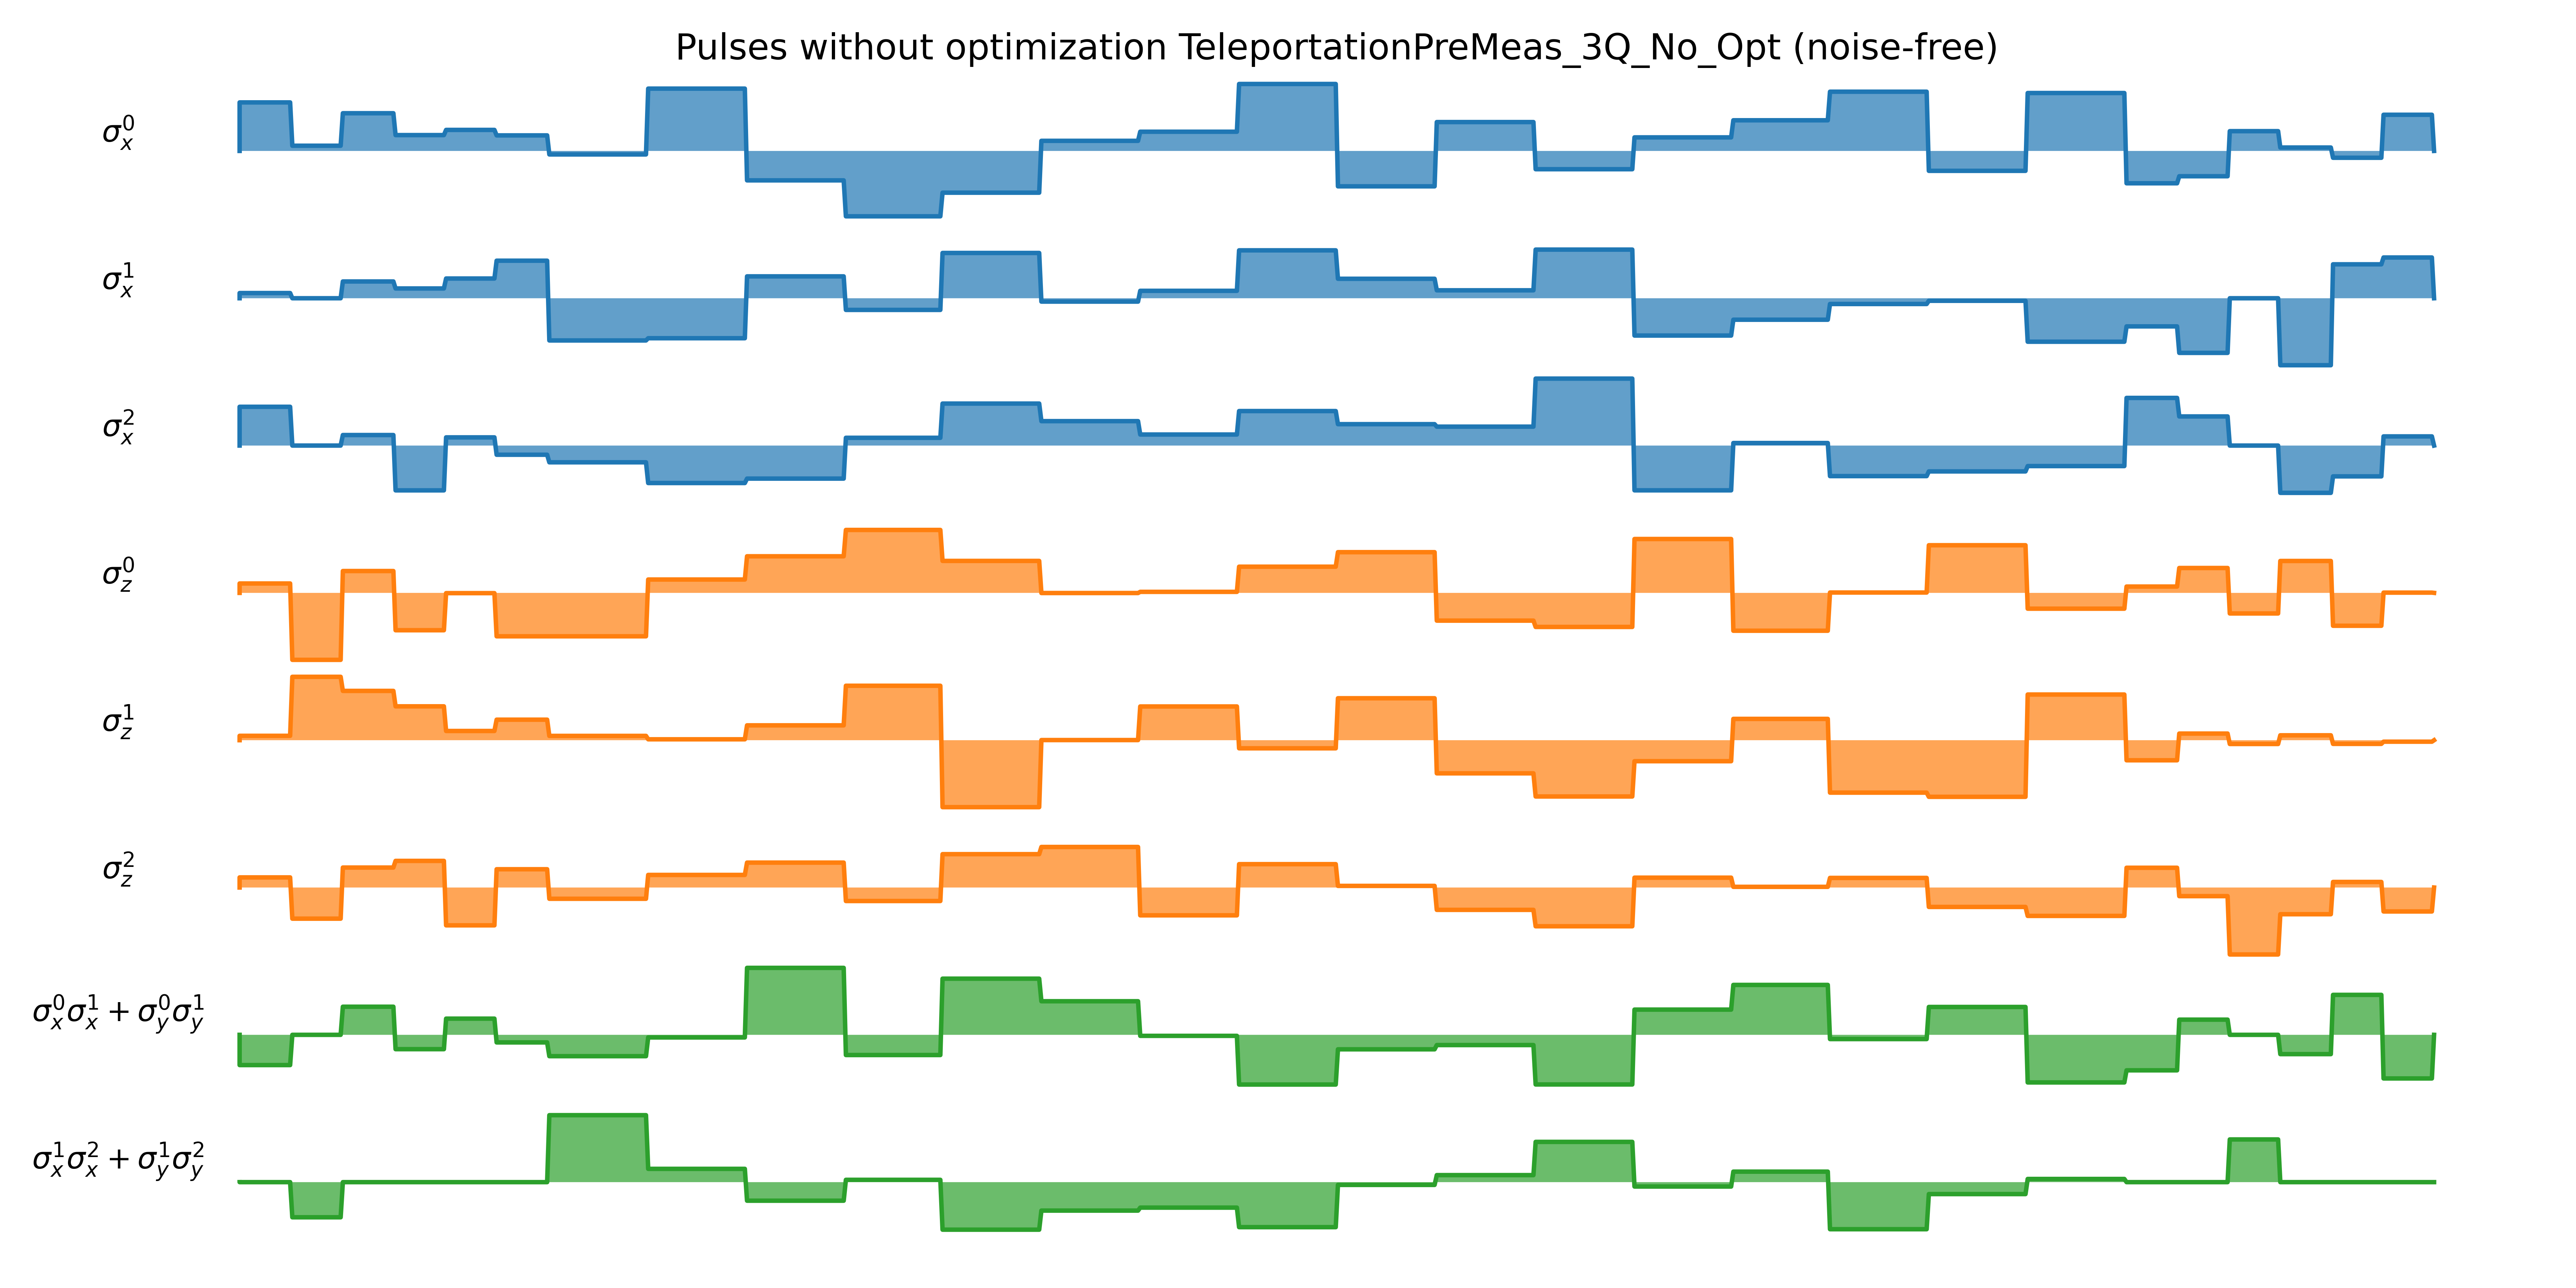 Pulses without optimization TeleportationPreMeas_3Q_No_Opt (noise-free)
σ_x^0
σ_x^1
σ_x^2
σ_z^0
σ_z^1
σ_z^2
σ_x^0σ_x^1 + σ_y^0σ_y^1
σ_x^1σ_x^2 + σ_y^1σ_y^2